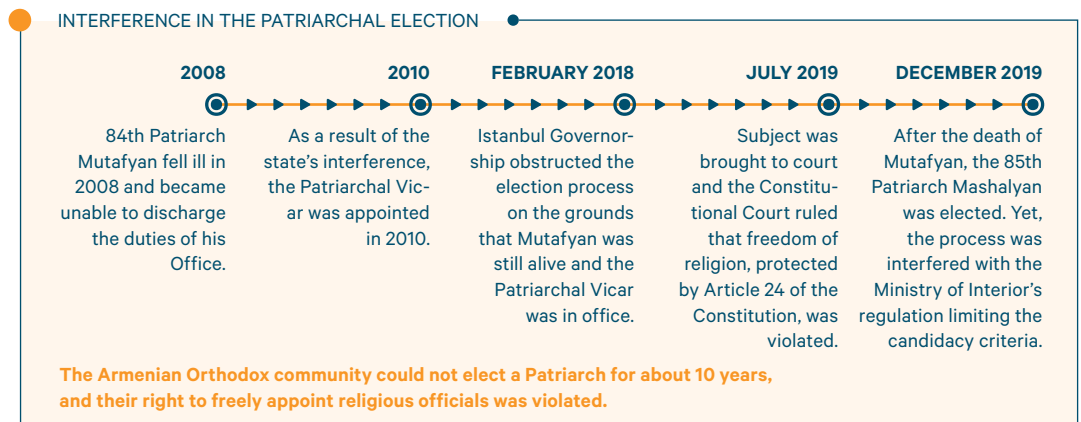 INTERFERENCE IN THE PATRIARCHAL ELECTION
2008
84th Patriarch
Mutafyan fell ill in
2008 and became
unable to discharge
the duties of his
Office.
2010
As a result of the
state's interference,
the Patriarchal Vic-
ar was appointed
in 2010.
FEBRUARY 2018
Istanbul Governor-
ship obstructed the
election process
on the grounds
that Mutafyan was
still alive and the
Patriarchal Vicar
was in office.
JULY 2019
Subject was
brought to court
and the Constitu-
tional Court ruled
that freedom of
religion, protected
by Article 24 of the
Constitution, was
violated.
DECEMBER 2019
After the death of
Mutafyan, the 85th
Patriarch Mashalyan
was elected. Yet,
the process was
interfered with the
Ministry of Interior's
regulation limiting the
candidacy criteria.
The Armenian Orthodox community could not elect a Patriarch for about 10 years,
and their right to freely appoint religious officials was violated.